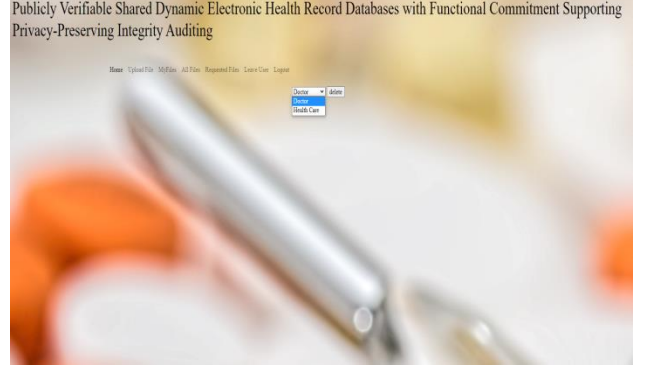 Publicly Verifiable Shared Dynamic Electronic Health Record Databases with Functional Commitment Supporting
Privacy-Preserving Integrity Auditing
Home Upload File MyFiles All Files Requested Files Leave User Logout
Doctor delete
Doctor
Health Care